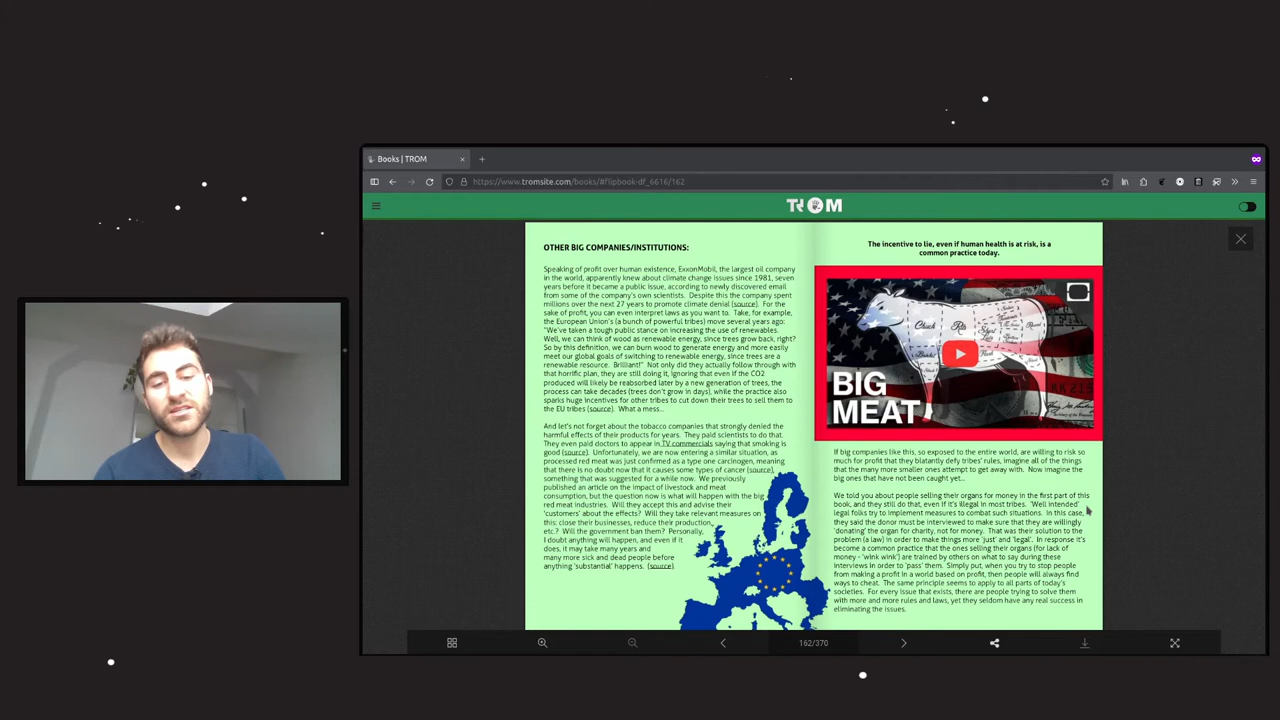 Books | TROM
https://www.tromsite.com/books/#flipbook-df_6616/162
TROM
OTHER BIG COMPANIES/INSTITUTIONS:
Speaking of profit over human existence, ExxonMobil, the largest oil company
in the world, apparently knew about climate change issues since 1981, seven
years before it became a public issue, according to newly discovered email
from some of the company's own scientists. Despite this the company spent
millions over the next 27 years to promote climate denial (source). For the
sake of profit, you can even interpret laws as you want to. Take, for example,
the European Union's (a bunch of powerful tribes) move several years ago:
"We've taken a tough public stance on increasing the use of renewables.
Well, we can think of wood as renewable energy, since trees grow back, right?
So by this definition, we can burn wood to generate energy and more easily
meet our global goals of switching to renewable energy, since trees are a
renewable resource. Brilliant!" Not only did they actually follow through with
that horrific plan, they are still doing it, ignoring that even if the CO2
produced will likely be reabsorbed later by a new generation of trees, the
process can take decades (trees don't grow in days), while the practice also
sparks huge incentives for other tribes to cut down their trees to sell them to
the EU tribes (source). What a mess...
And let's not forget about the tobacco companies that strongly denied the
harmful effects of their products for years. They paid scientists to do that.
They even paid doctors to appear in TV commercials saying that smoking is
good (source). Unfortunately, we are now entering a similar situation, as
processed red meat was just confirmed as a type one carcinogen, meaning
that there is no doubt now that it causes some types of cancer (source),
something that was suggested for a while now. We previously
published an article on the impact of livestock and meat
consumption, but the question now is what will happen with the big
red meat industries. Will they accept this and advise their
'customers' about the effects? Will they take relevant measures on
this: close their businesses, reduce their production,
etc.? Will the government ban them? Personally,
I doubt anything will happen, and even if it
does, it may take many years and
many more sick and dead people before
anything 'substantial' happens. (source)
The incentive to lie, even if human health is at risk, is a
common practice today.
Chuck
Rib
BIG
MEAT
If big companies like this, so exposed to the entire world, are willing to risk so
much for profit that they blatantly defy tribes' rules, imagine all of the things
that the many more smaller ones attempt to get away with. Now imagine the
big ones that have not been caught yet...
We told you about people selling their organs for money in the first part of this
book, and they still do that, even if it's illegal in most tribes. 'Well intended'
legal folks try to implement measures to combat such situations. In this case,
they said the donor must be interviewed to make sure that they are willingly
'donating' the organ for charity, not for money. That was their solution to the
problem (a law) in order to make things more 'just' and 'legal'. In response it's
become a common practice that the ones selling their organs (for lack of
money - 'wink wink') are trained by others on what to say during these
interviews in order to 'pass' them. Simply put, when you try to stop people
from making a profit in a world based on profit, then people will always find
ways to cheat. The same principle seems to apply to all parts of today's
societies. For every issue that exists, there are people trying to solve them
with more and more rules and laws, yet they seldom have any real success in
eliminating the issues.
162/370